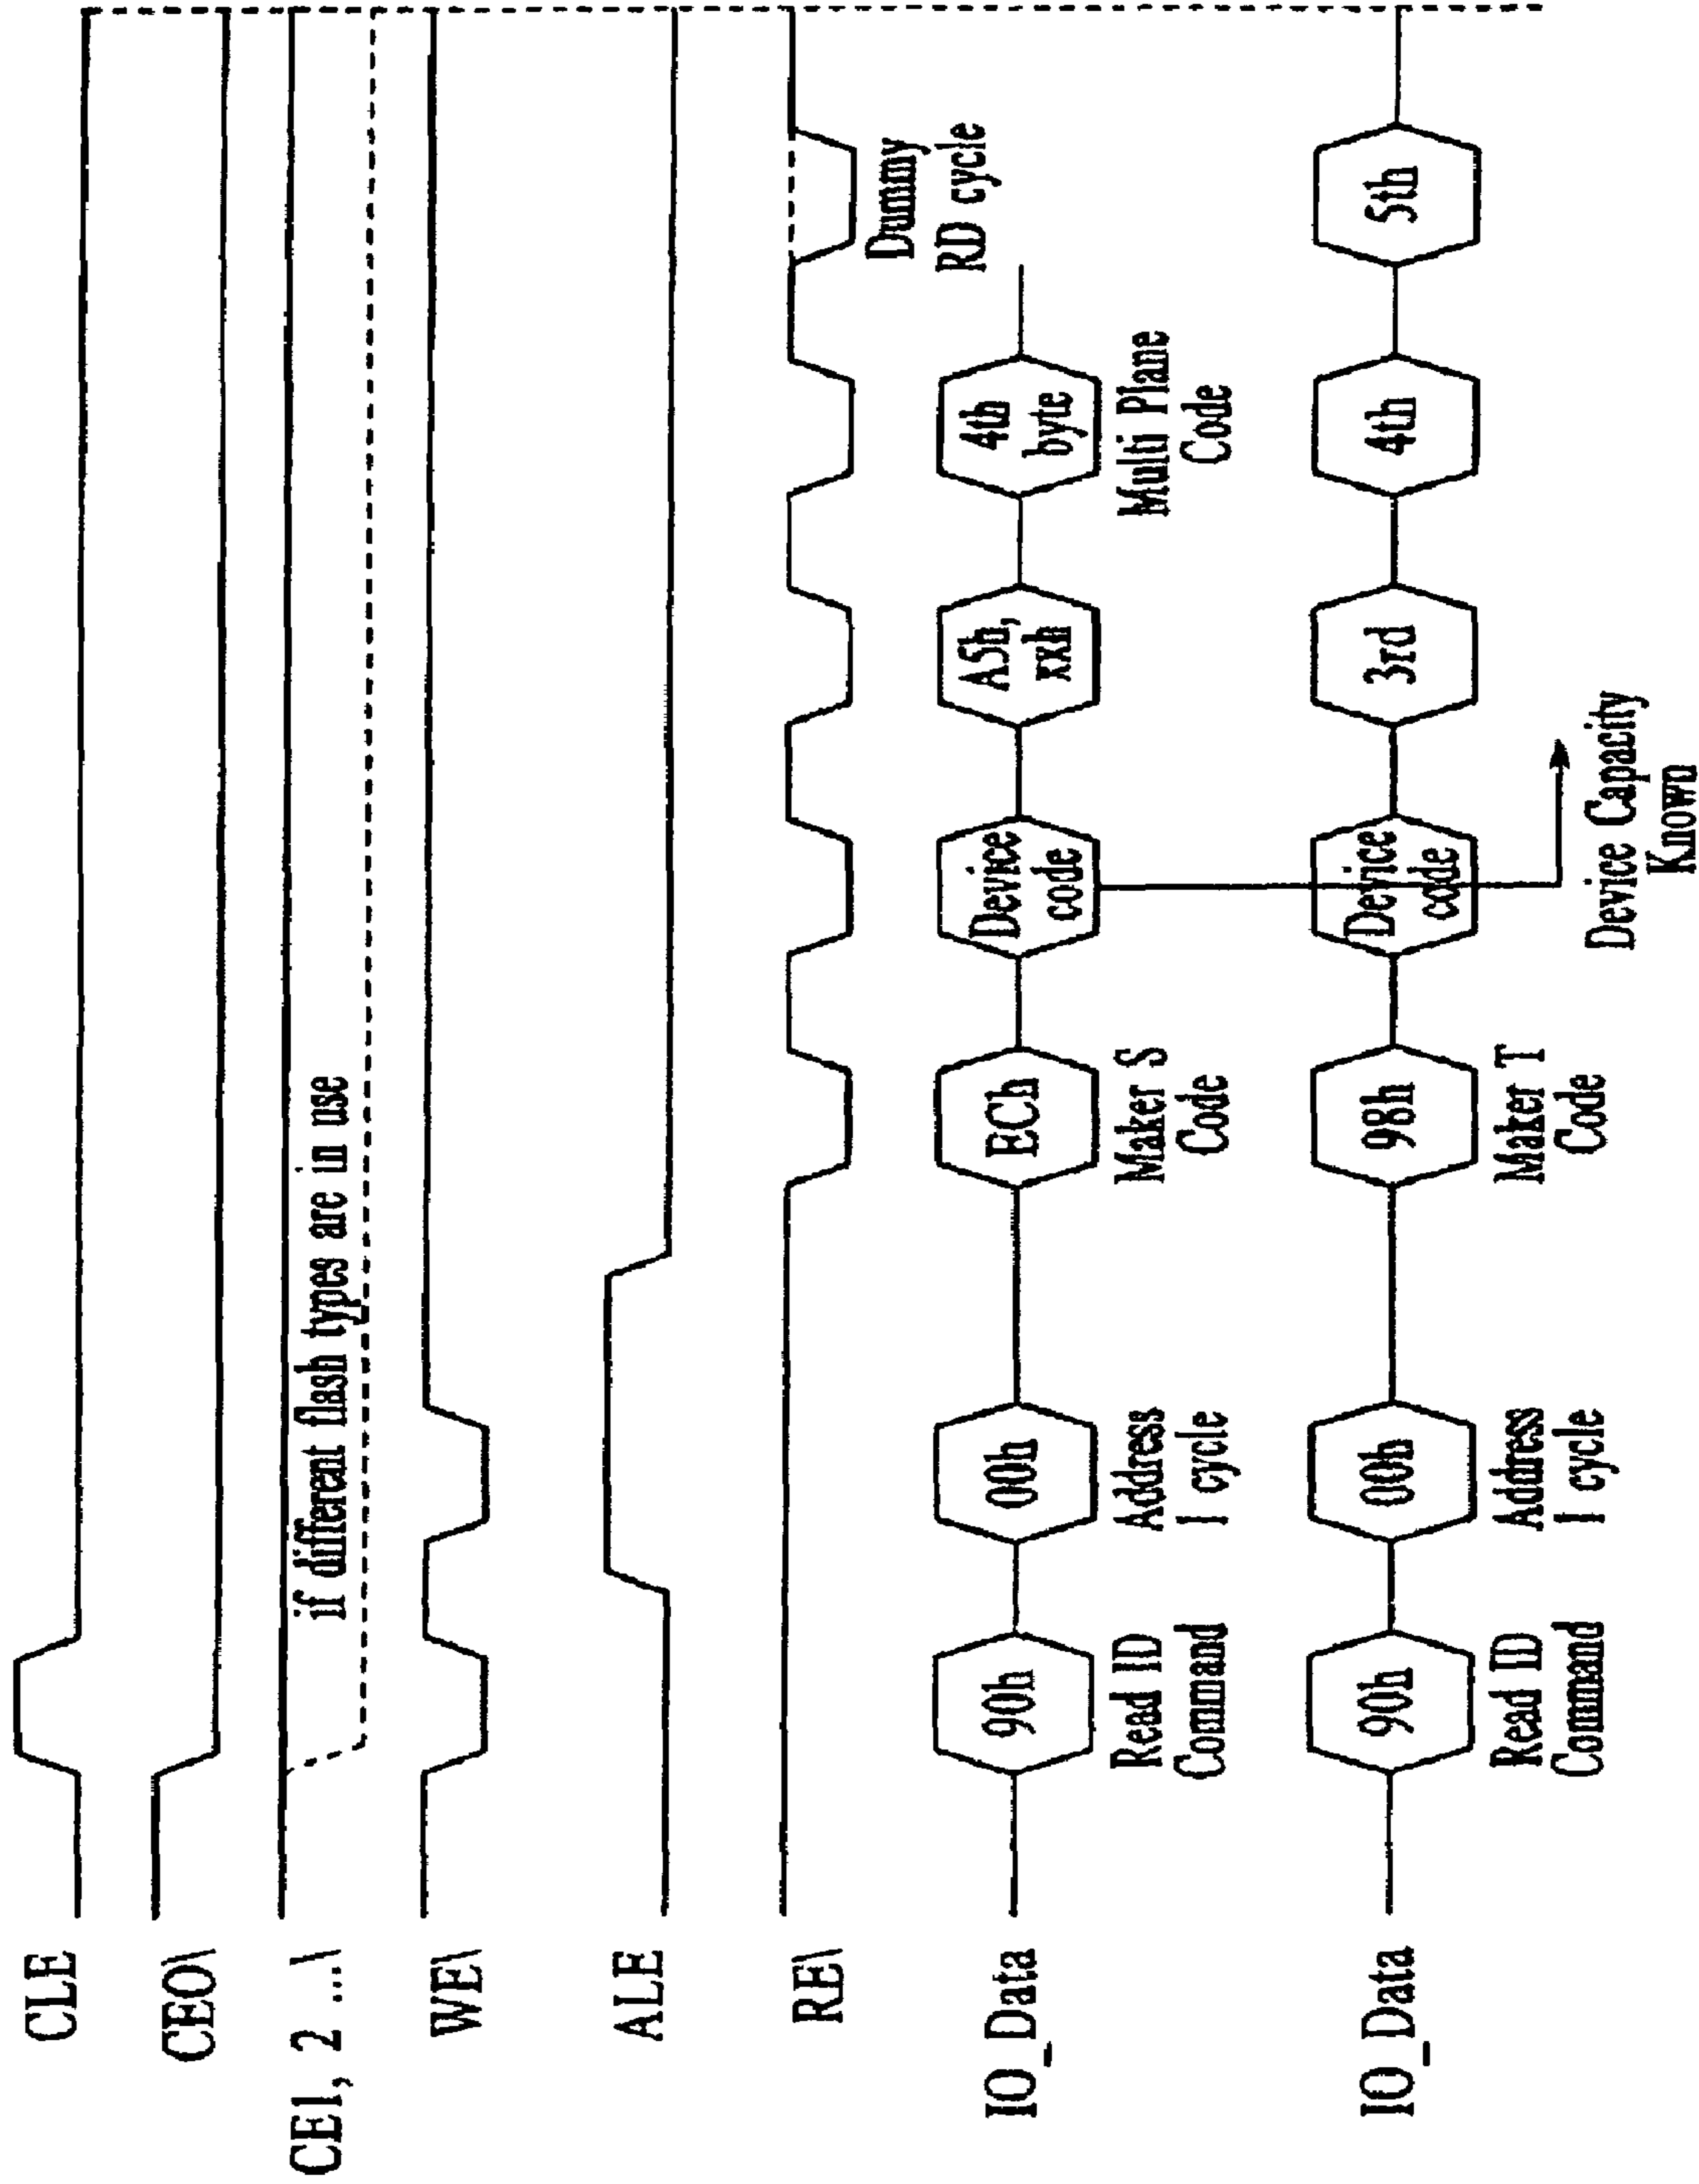 CLE
CE0\
CE1, 2 ...\
if different flash types are in use
WE\
ALE
RE\
Dummy
RD cycle
IO_Data
90h
00h
ECh
Device
code
A5h,
xxh
4th
byte
Read ID
Command
Address
1 cycle
Maker S
Code
Multi Plane
Code
IO_Data
90h
00h
98h
Device
code
3rd
4th
5th
Read ID
Command
Address
1 cycle
Maker T
Code
Device Capacity
Known